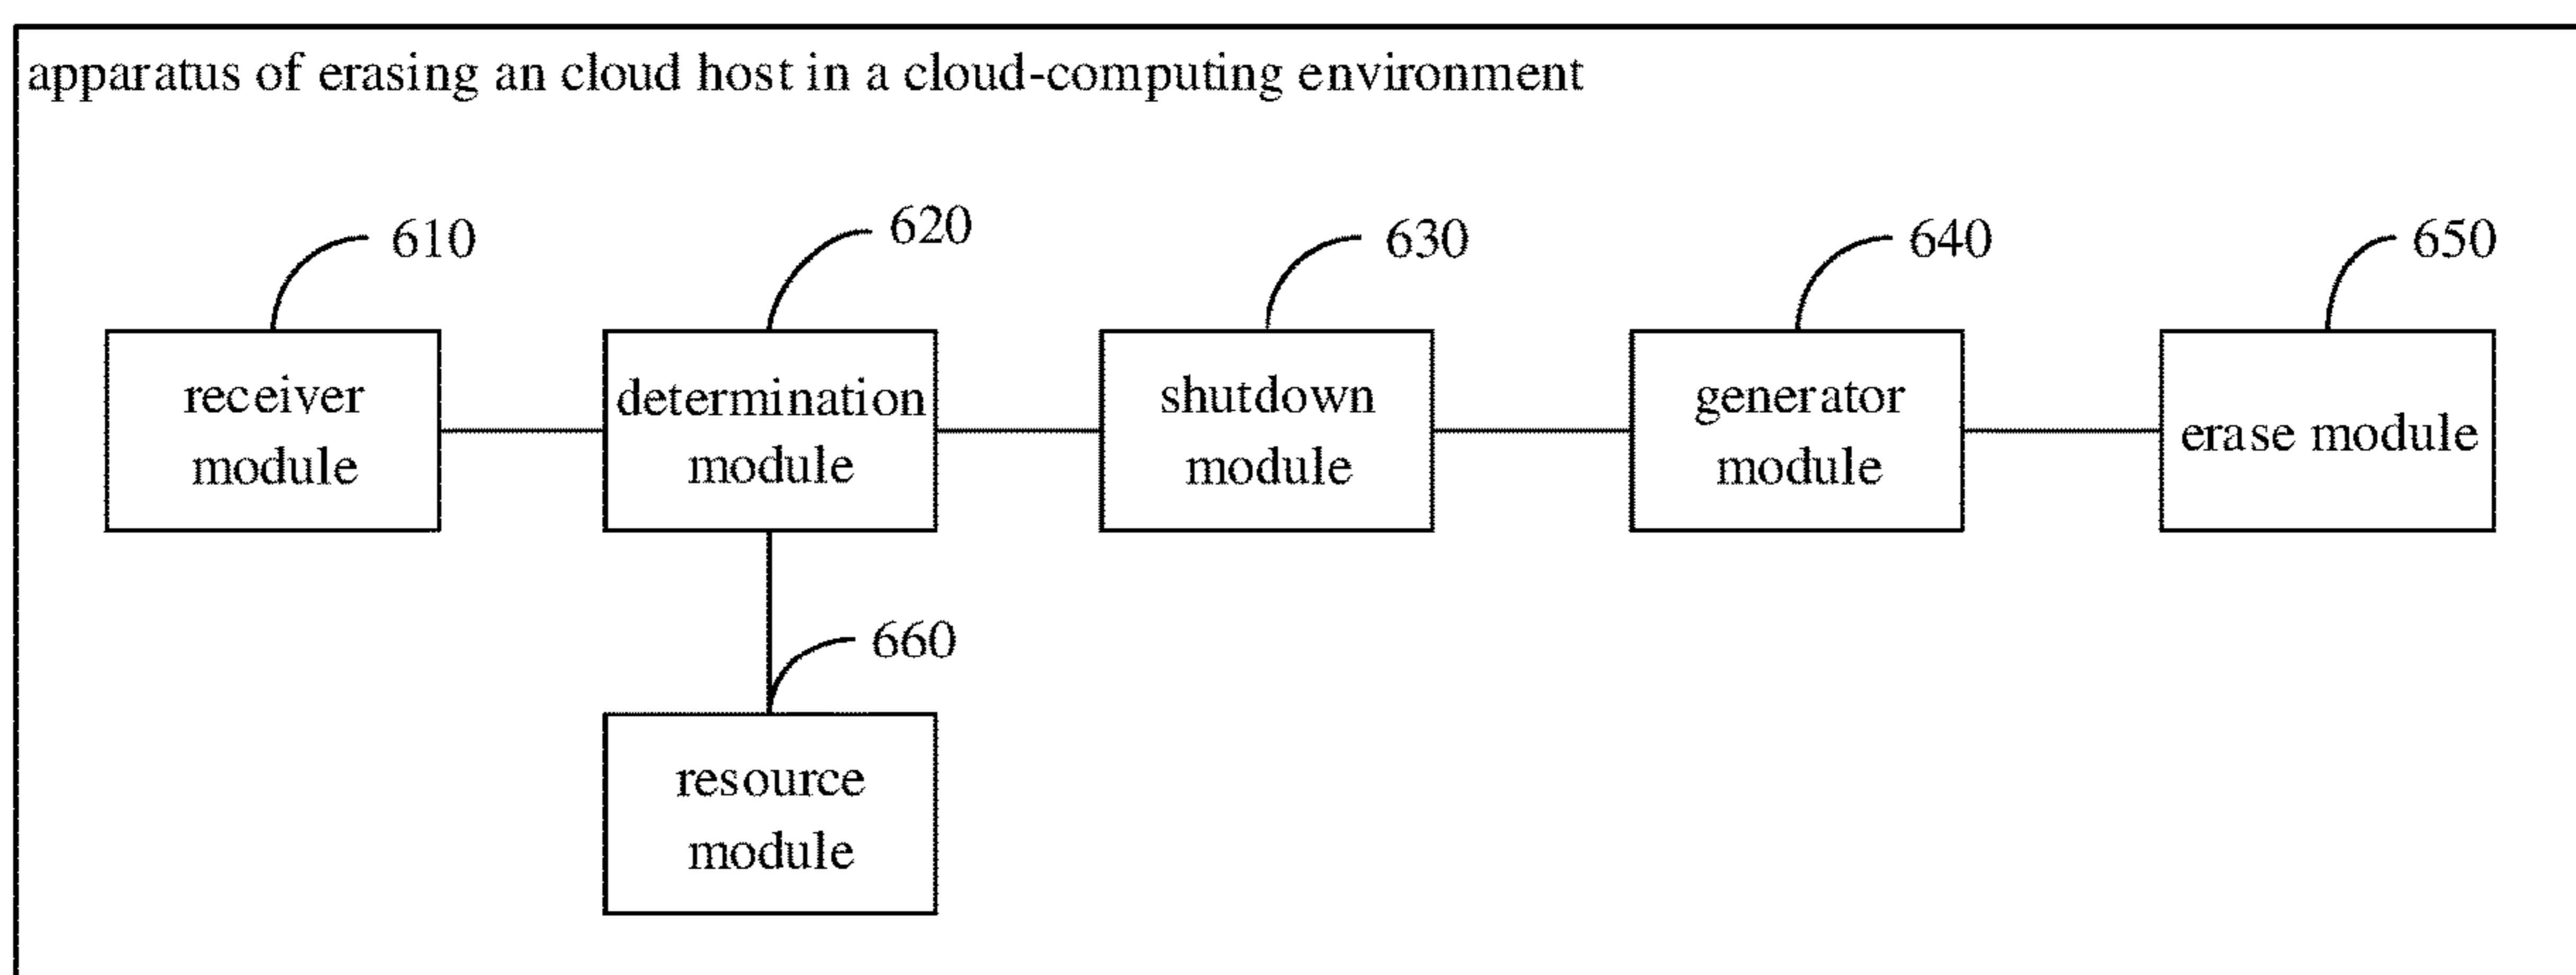 apparatus of erasing an cloud host in a cloud-computing environment
610
620
630
640
650
receiver
module
determination
module
shutdown
module
generator
module
erase module
660
resource
module